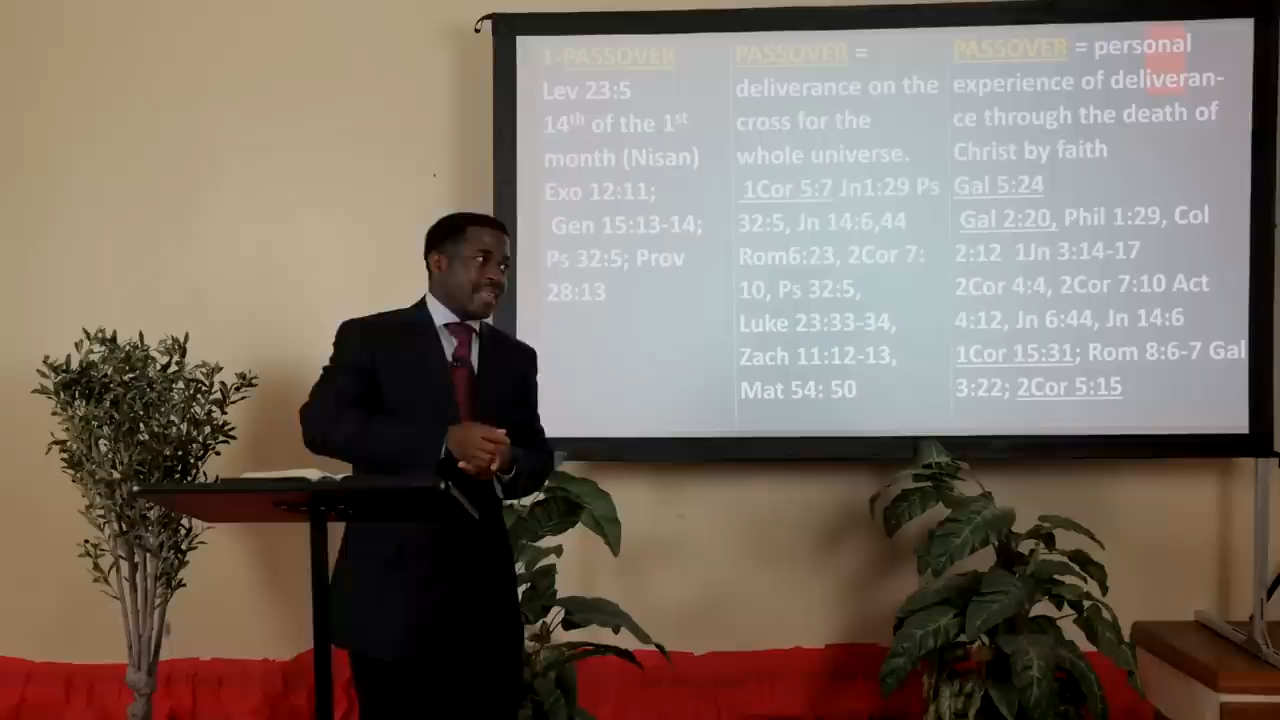 1-PASSOVER
Lev 23:5
14th of the 1st
month (Nisan)
Exo 12:11;
Gen 15:13-14;
Ps 32:5; Prov
28:13
PASSOVER =
deliverance on the
cross for the
whole universe.
1Cor 5:7 Jn1:29 Ps
32:5, Jn 14:6,44
Rom6:23, 2Cor 7:
10, Ps 32:5,
Luke 23:33-34,
Zach 11:12-13,
Mat 54: 50
PASSOVER = personal
experience of deliveran-
ce through the death of
Christ by faith
Gal 5:24
Gal 2:20, Phil 1:29, Col
2:12 1Jn 3:14-17
2Cor 4:4, 2Cor 7:10 Act
4:12, Jn 6:44, Jn 14:6
1Cor 15:31; Rom 8:6-7 Gal
3:22; 2Cor 5:15